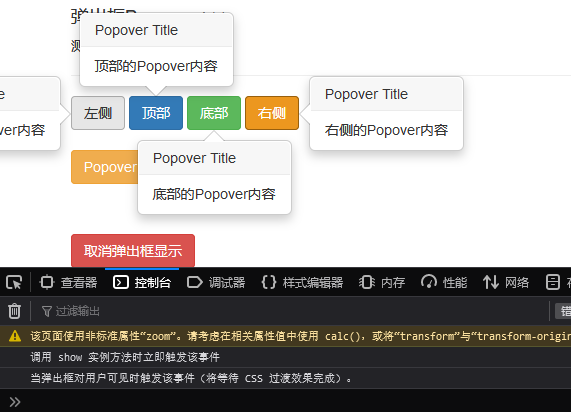 弹出框
Popover Title
测
顶部的Popover内容
Popover Title
over内容
左侧
顶部
底部
右侧
右侧的Popover内容
Popover
Popover Title
底部的Popover内容
取消弹出框显示
查看器
控制台
调试器
样式编辑器
内存
性能
网络
过滤输出
错
该页面使用非标准属性“zoom”。请考虑在相关属性值中使用 calc()，或将“transform”与“transform-origin
调用 show 实例方法时立即触发该事件
当弹出框对用户可见时触发该事件（将等待 CSS 过渡效果完成）。